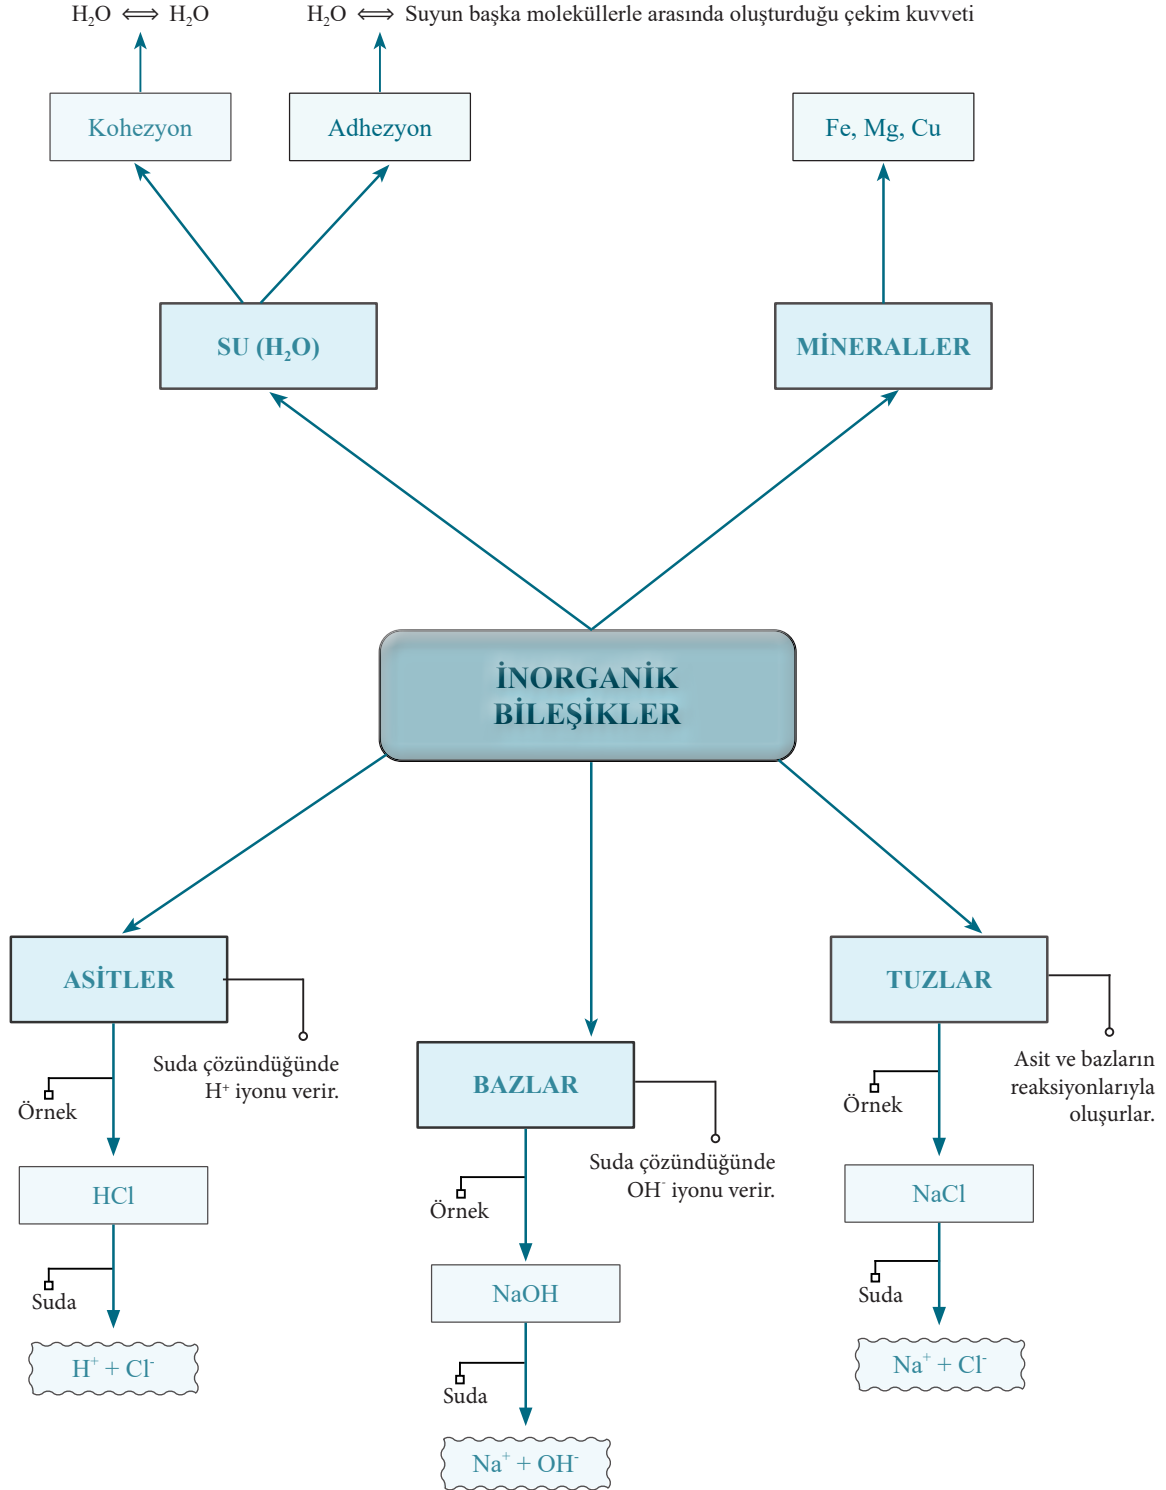 H₂O ⟺ H₂O
H₂O ⟺ Suyun başka moleküllerle arasında oluşturduğu çekim kuvveti
Kohezyon
Adhezyon
Fe, Mg, Cu
SU (H₂O)
MİNERALLER
İNORGANİK
BİLEŞİKLER
ASİTLER
Suda çözündüğünde
H⁺ iyonu verir.
Örnek
HCl
Suda
H⁺ + Cl⁻
BAZLAR
Suda çözündüğünde
OH⁻ iyonu verir.
Örnek
NaOH
Suda
Na⁺ + OH⁻
TUZLAR
Asit ve bazların
reaksiyonlarıyla
oluşurlar.
Örnek
NaCl
Suda
Na⁺ + Cl⁻